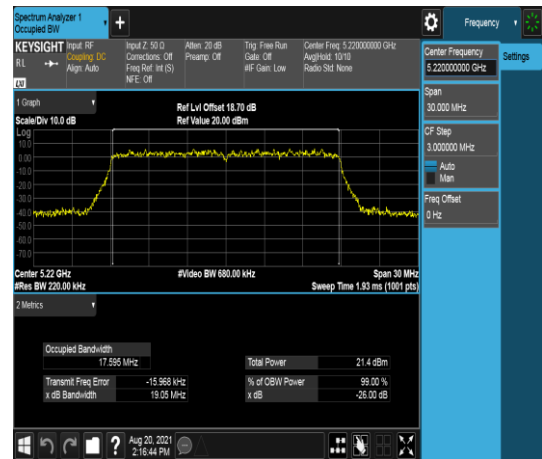 Spectrum Analyzer 1
Occupied BW
+
Frequency
KEYSIGHT
RL
LXI
Input: RF
Coupling: DC
Align: Auto
Input Z: 50 Ω
Corrections: Off
Freq Ref: Int (S)
NFE: Off
Atten: 20 dB
Preamp: Off
Trig: Free Run
Gate: Off
#IF Gain: Low
Center Freq: 5.220000000 GHz
Avg|Hold: 10/10
Radio Std: None
Center Frequency
5.220000000 GHz
Settings
Span
30.000 MHz
CF Step
3.000000 MHz
Auto
Man
Freq Offset
0 Hz
1 Graph
Scale/Div 10.0 dB
Ref Lvl Offset 18.70 dB
Ref Value 20.00 dBm
Log
10.0
0.00
-10.0
-20.0
-30.0
-40.0
-50.0
-60.0
-70.0
Center 5.22 GHz
#Res BW 220.00 kHz
#Video BW 680.00 kHz
Span 30 MHz
Sweep Time 1.93 ms (1001 pts)
2 Metrics
Occupied Bandwidth
17.595 MHz
Total Power 21.4 dBm
Transmit Freq Error -15.968 kHz
% of OBW Power 99.00 %
x dB Bandwidth 19.05 MHz
x dB -26.00 dB
?
Aug 20, 2021
2:16:44 PM